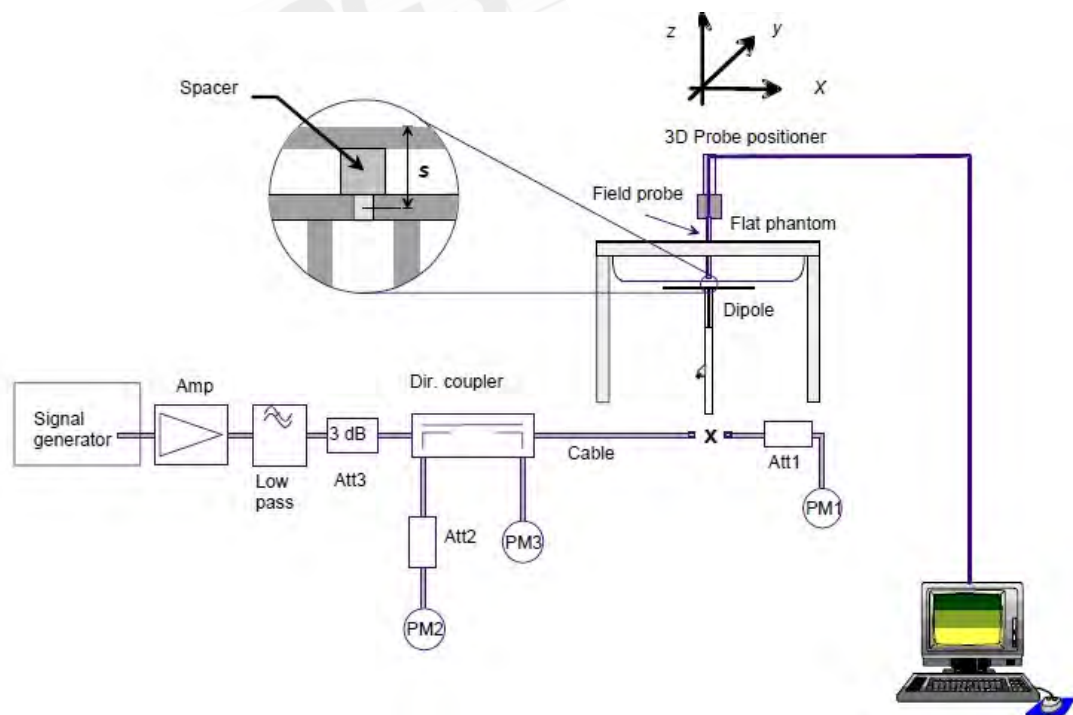 z
y
X
Spacer
s
3D Probe positioner
Field probe
Flat phantom
Dipole
Signal
generator
Amp
Low
pass
3 dB
Att3
Dir. coupler
Cable
X
Att1
PM1
Att2
PM3
PM2